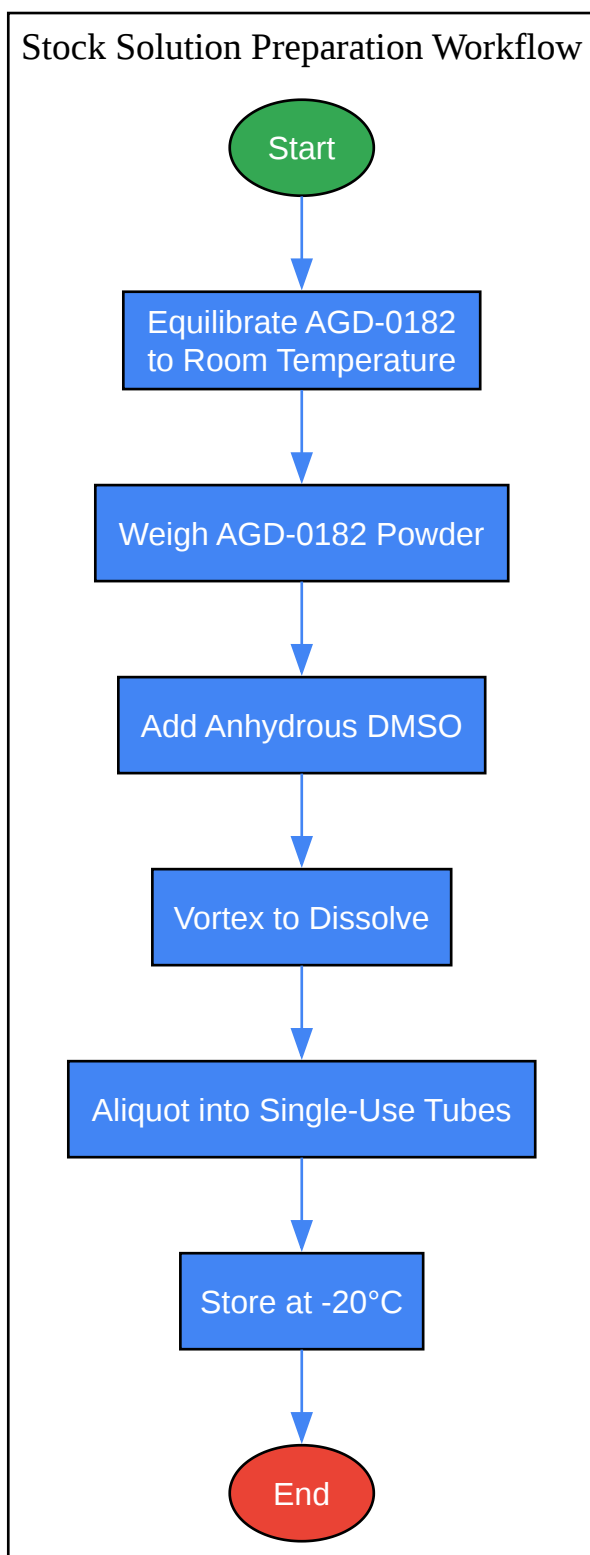 Stock Solution Preparation Workflow
Start
Equilibrate AGD-0182
to Room Temperature
Weigh AGD-0182 Powder
Add Anhydrous DMSO
Vortex to Dissolve
Aliquot into Single-Use Tubes
Store at -20°C
End